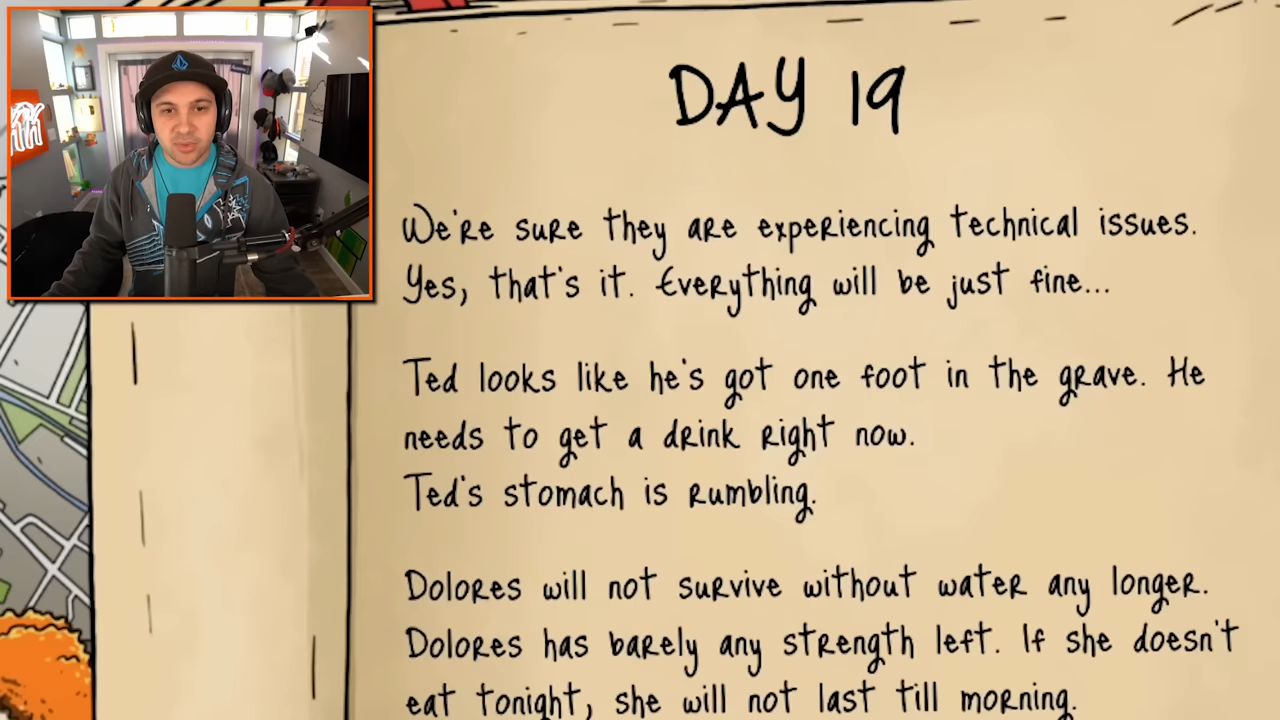 DAY 19
We're sure they are experiencing technical issues.
Yes, that's it. Everything will be just fine...
Ted looks like he's got one foot in the grave. He
needs to get a drink right now.
Ted's stomach is rumbling.
Dolores will not survive without water any longer.
Dolores has barely any strength left. If she doesn't
eat tonight, she will not last till morning.